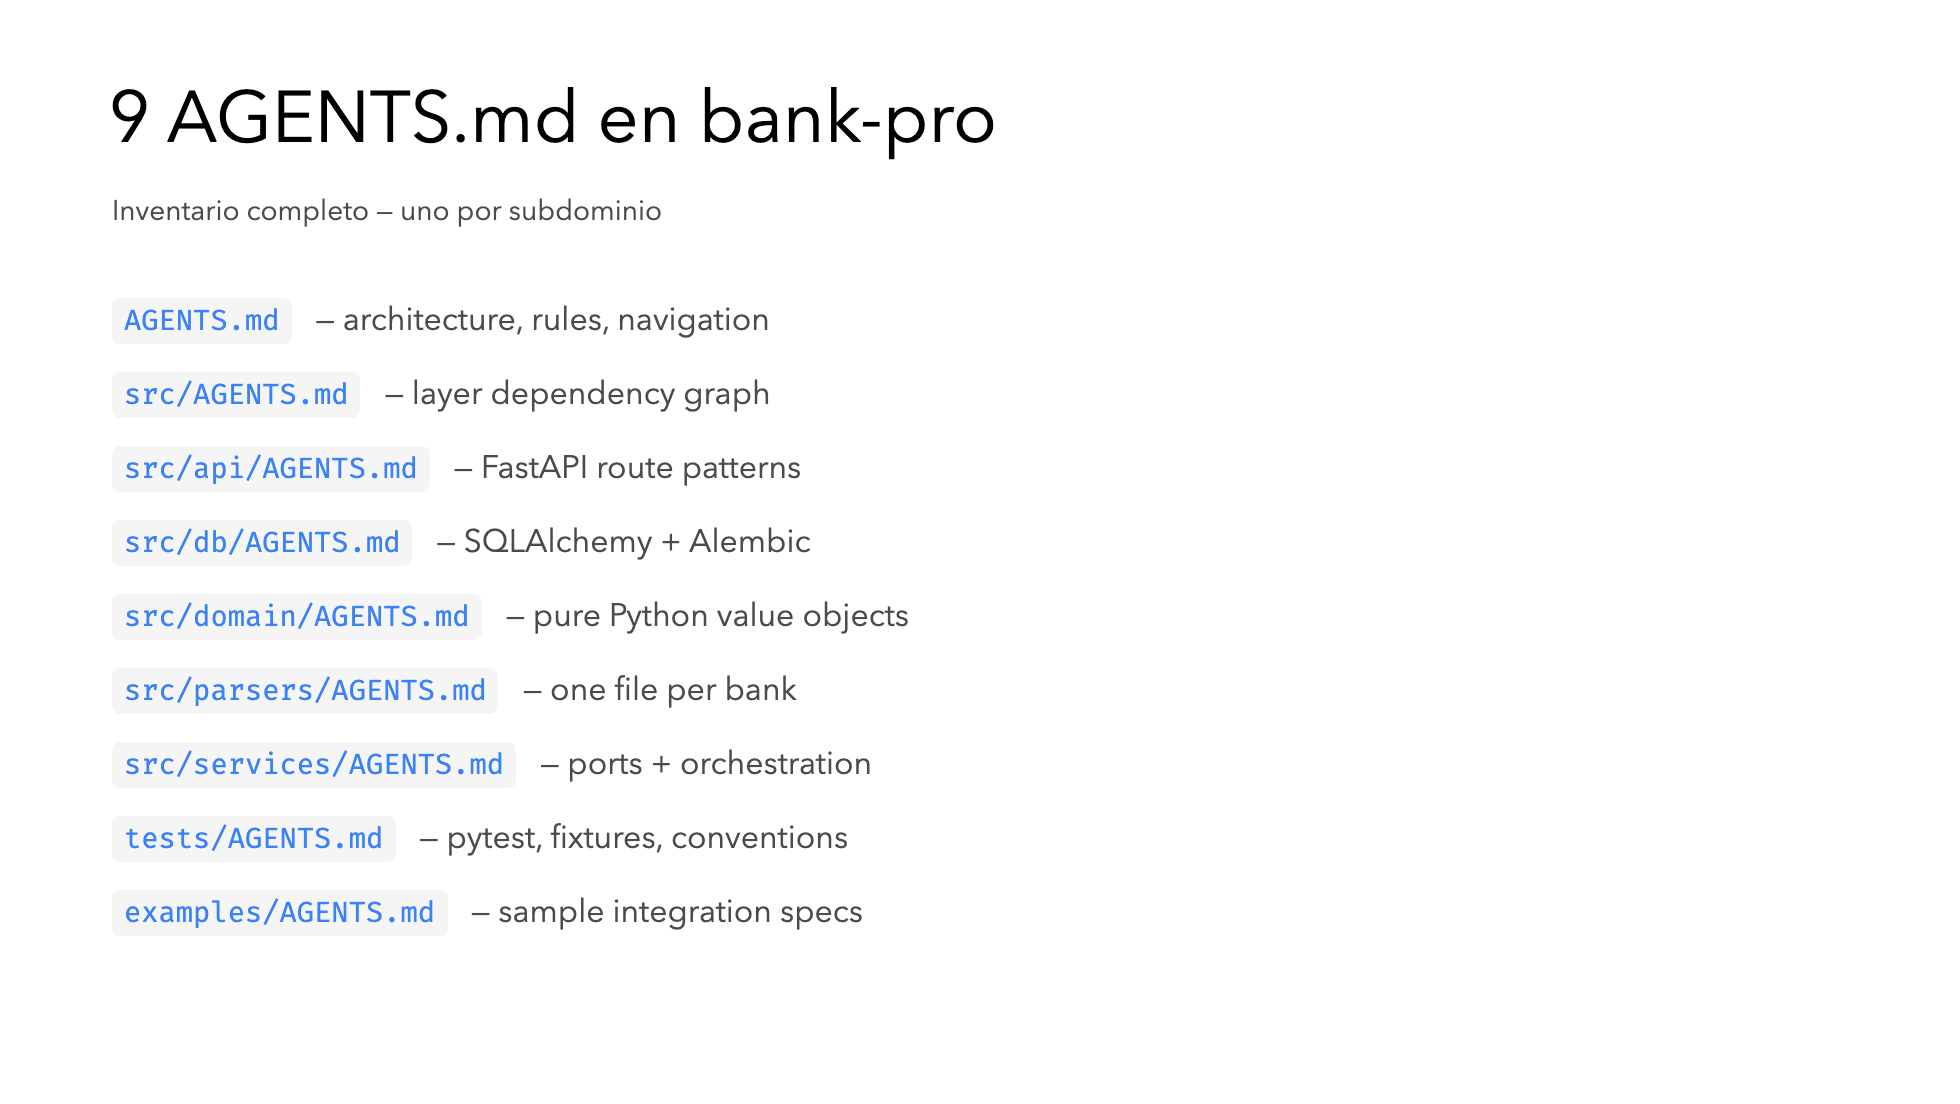 9 AGENTS.md en bank-pro
Inventario completo — uno por subdominio
AGENTS.md — architecture, rules, navigation
src/AGENTS.md — layer dependency graph
src/api/AGENTS.md — FastAPI route patterns
src/db/AGENTS.md — SQLAlchemy + Alembic
src/domain/AGENTS.md — pure Python value objects
src/parsers/AGENTS.md — one file per bank
src/services/AGENTS.md — ports + orchestration
tests/AGENTS.md — pytest, fixtures, conventions
examples/AGENTS.md — sample integration specs